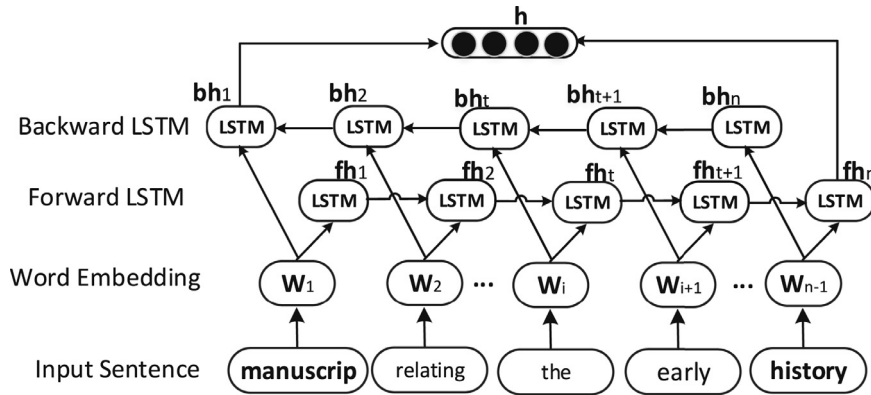 h
bh1 bh2 bht bht+1 bhn
Backward LSTM LSTM LSTM LSTM LSTM LSTM
fh1 fh2 fht fht+1 fhn
Forward LSTM LSTM LSTM LSTM LSTM LSTM
Word Embedding W1 W2 ... Wi Wi+1 ... Wn-1
Input Sentence manuscrip relating the early history